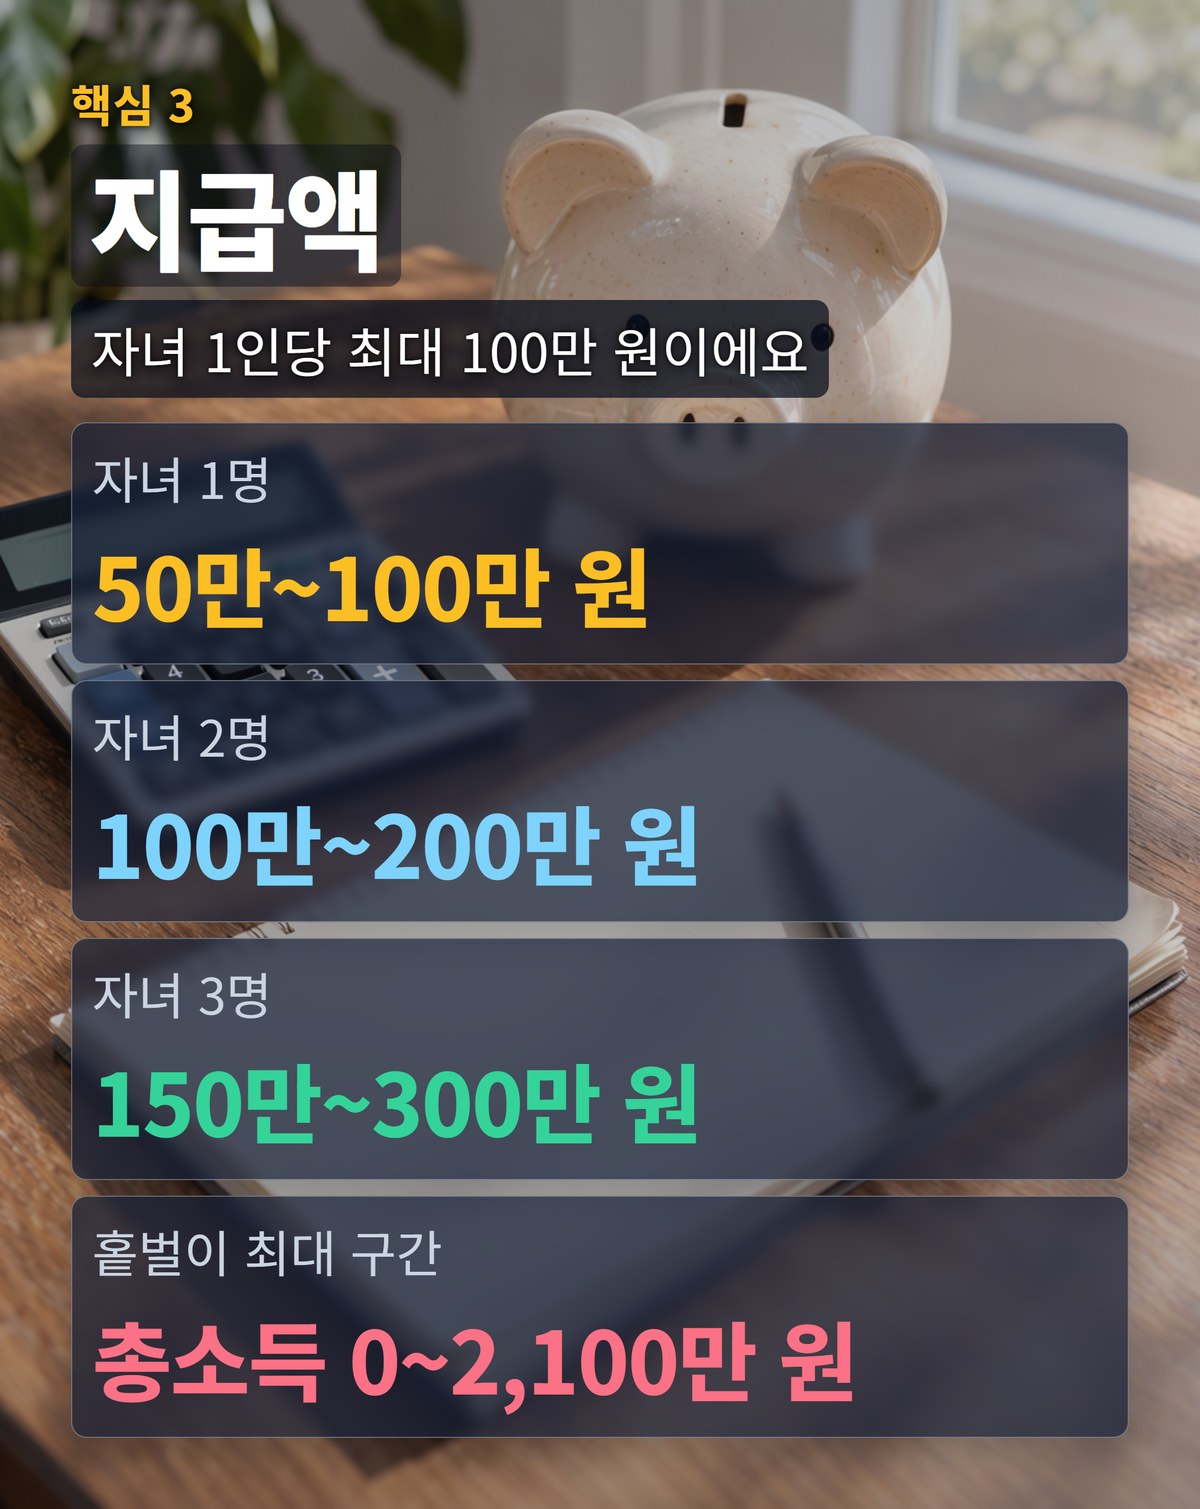 핵심 3
지급액
자녀 1인당 최대 100만 원이에요
자녀 1명
50만~100만 원
4
3
자녀 2명
100만~200만 원
자녀 3명
150만~300만 원
홑벌이 최대 구간
총소득 0~2,100만 원